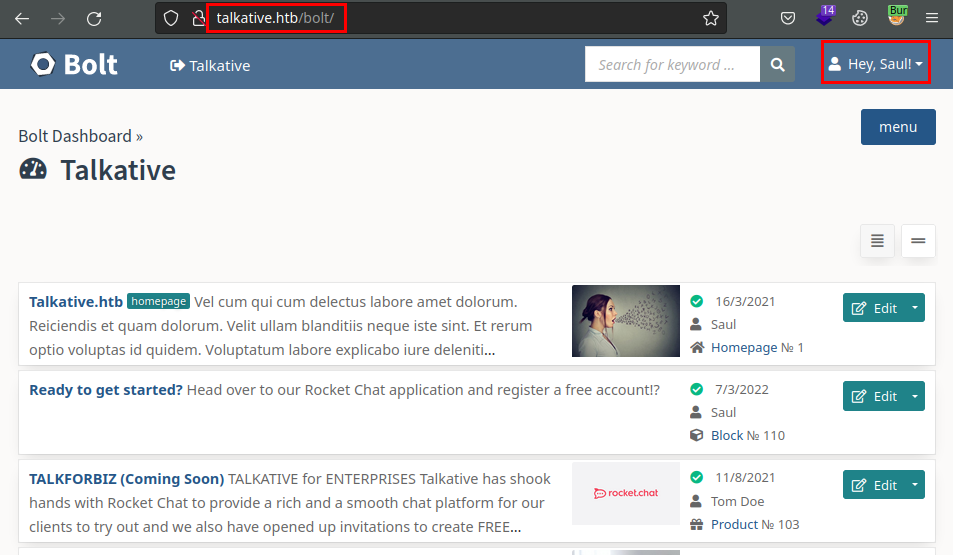 talkative.htb/bolt/
14
Bur
Bolt
Talkative
Search for keyword ...
Hey, Saul!
Bolt Dashboard »
menu
Talkative
Talkative.htb homepage Vel cum qui cum delectus labore amet dolorum.
Reiciendis et quam dolorum. Velit ullam blanditiis neque iste sint. Et rerum
optio voluptas id quidem. Voluptatum labore explicabo iure deleniti...
16/3/2021
Saul
Homepage № 1
Edit
Ready to get started? Head over to our Rocket Chat application and register a free account!?
7/3/2022
Saul
Block № 110
Edit
TALKFORBIZ (Coming Soon) TALKATIVE for ENTERPRISES Talkative has shook
hands with Rocket Chat to provide a rich and a smooth chat platform for our
clients to try out and we also have opened up invitations to create FREE...
rocket.chat
11/8/2021
Tom Doe
Product № 103
Edit